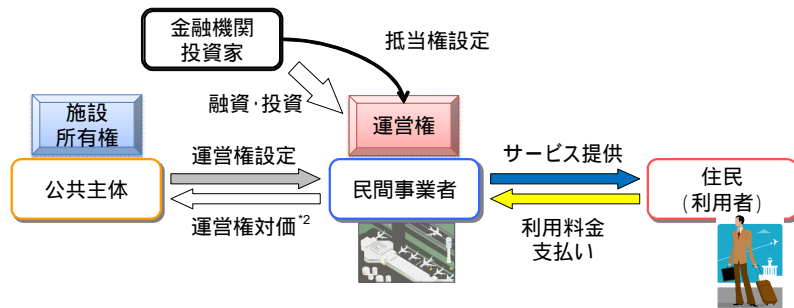 金融機関
投資家
抵当権設定
融資・投資
施設
所有権
運営権
運営権設定
サービス提供
公共主体
民間事業者
住民
(利用者)
運営権対価*2
利用料金
支払い